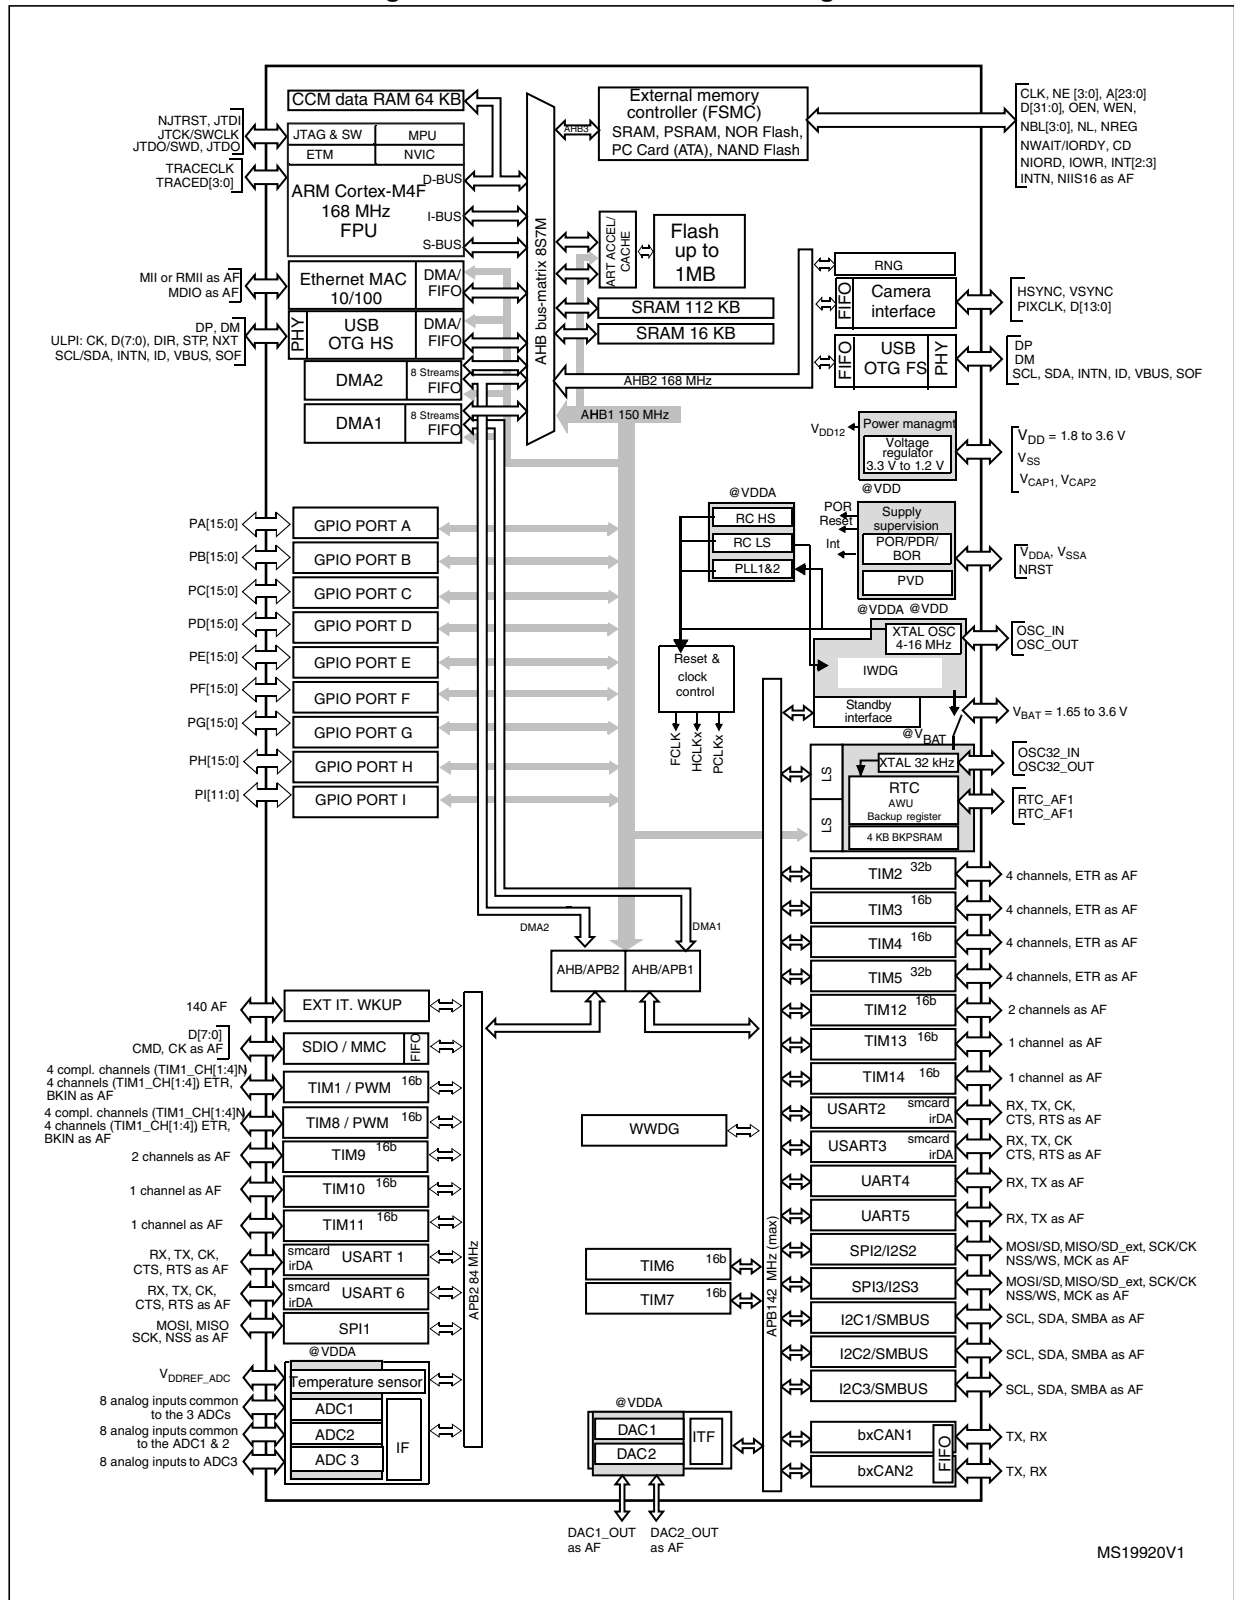 CCM data RAM 64 KB
NJTRST, JTDI
JTCK/SWCLK
JTDO/SWD, JTDO
TRACECLK
TRACED[3:0]
JTAG & SW
MPU
ETM
NVIC
ARM Cortex-M4F
168 MHz
FPU
D-BUS
I-BUS
S-BUS
MII or RMII as AF
MDIO as AF
Ethernet MAC
10/100
DMA/
FIFO
DP, DM
ULPI: CK, D(7:0), DIR, STP, NXT
SCL/SDA, INTN, ID, VBUS, SOF
PHY
USB
OTG HS
DMA/
FIFO
DMA2
8 Streams
FIFO
DMA1
8 Streams
FIFO
AHB bus-matrix 8S7M
External memory
controller (FSMC)
SRAM, PSRAM, NOR Flash,
PC Card (ATA), NAND Flash
AHB3
CLK, NE [3:0], A[23:0]
D[31:0], OEN, WEN,
NBL[3:0], NL, NREG
NWAIT/IORDY, CD
NIORD, IOWR, INT[2:3]
INTN, NIIS16 as AF
ART ACCEL/
CACHE
Flash
up to
1MB
SRAM 112 KB
SRAM 16 KB
AHB2 168 MHz
AHB1 150 MHz
RNG
FIFO
Camera
interface
HSYNC, VSYNC
PIXCLK, D[13:0]
FIFO
USB
OTG FS
PHY
DP
DM
SCL, SDA, INTN, ID, VBUS, SOF
VDD12
Power managmt
Voltage
regulator
3.3 V to 1.2 V
VDD = 1.8 to 3.6 V
VSS
VCAP1, VCAP2
@VDD
@VDDA
RC HS
RC LS
PLL1&2
POR
Reset
Int
Supply
supervision
POR/PDR/
BOR
PVD
VDDA, VSSA
NRST
@VDDA @VDD
XTAL OSC
4-16 MHz
OSC_IN
OSC_OUT
IWDG
Reset &
clock
control
FCLK
HCLKx
PCLKx
Standby
interface
VBAT = 1.65 to 3.6 V
@VBAT
LS
LS
XTAL 32 kHz
OSC32_IN
OSC32_OUT
RTC
AWU
Backup register
RTC_AF1
RTC_AF1
4 KB BKPSRAM
PA[15:0]
GPIO PORT A
PB[15:0]
GPIO PORT B
PC[15:0]
GPIO PORT C
PD[15:0]
GPIO PORT D
PE[15:0]
GPIO PORT E
PF[15:0]
GPIO PORT F
PG[15:0]
GPIO PORT G
PH[15:0]
GPIO PORT H
PI[11:0]
GPIO PORT I
DMA2
DMA1
AHB/APB2
AHB/APB1
140 AF
EXT IT. WKUP
D[7:0]
CMD, CK as AF
SDIO / MMC
FIFO
4 compl. channels (TIM1_CH[1:4]N
4 channels (TIM1_CH[1:4]) ETR,
BKIN as AF
TIM1 / PWM
16b
4 compl. channels (TIM1_CH[1:4]N
4 channels (TIM1_CH[1:4]) ETR,
BKIN as AF
TIM8 / PWM
16b
2 channels as AF
TIM9
16b
1 channel as AF
TIM10
16b
1 channel as AF
TIM11
16b
RX, TX, CK,
CTS, RTS as AF
smcard
irDA
USART 1
RX, TX, CK,
CTS, RTS as AF
smcard
irDA
USART 6
MOSI, MISO
SCK, NSS as AF
SPI1
APB2 84 MHz
@VDDA
VDDREF_ADC
Temperature sensor
8 analog inputs common
to the 3 ADCs
ADC1
8 analog inputs common
to the ADC1 & 2
ADC2
8 analog inputs to ADC3
ADC 3
IF
TIM2
32b
4 channels, ETR as AF
TIM3
16b
4 channels, ETR as AF
TIM4
16b
4 channels, ETR as AF
TIM5
32b
4 channels, ETR as AF
TIM12
16b
2 channels as AF
TIM13
16b
1 channel as AF
TIM14
16b
1 channel as AF
USART2
smcard
irDA
RX, TX, CK,
CTS, RTS as AF
USART3
smcard
irDA
RX, TX, CK
CTS, RTS as AF
UART4
RX, TX as AF
UART5
RX, TX as AF
SPI2/I2S2
MOSI/SD, MISO/SD_ext, SCK/CK
NSS/WS, MCK as AF
SPI3/I2S3
MOSI/SD, MISO/SD_ext, SCK/CK
NSS/WS, MCK as AF
I2C1/SMBUS
SCL, SDA, SMBA as AF
I2C2/SMBUS
SCL, SDA, SMBA as AF
I2C3/SMBUS
SCL, SDA, SMBA as AF
bxCAN1
TX, RX
bxCAN2
TX, RX
FIFO
WWDG
TIM6
16b
TIM7
16b
APB142 MHz (max)
@VDDA
DAC1
DAC2
ITF
DAC1_OUT
as AF
DAC2_OUT
as AF
MS19920V1